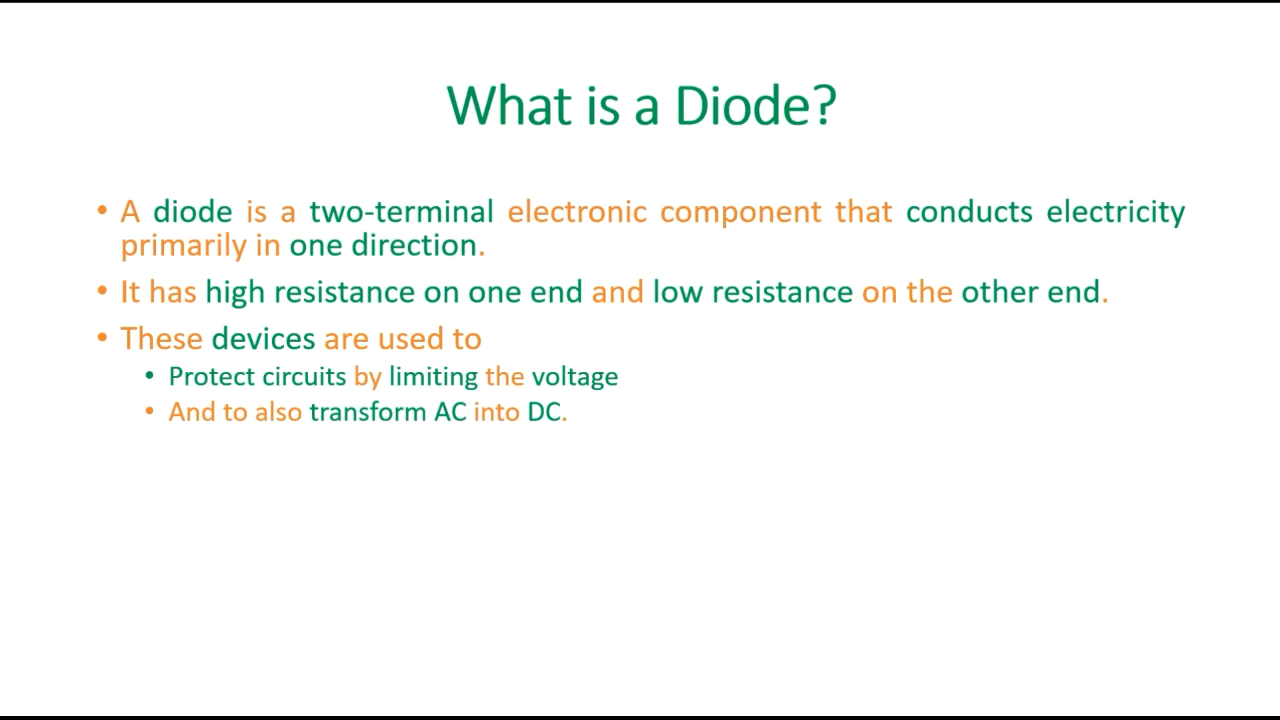 What is a Diode?
• A diode is a two-terminal electronic component that conducts electricity
primarily in one direction.
• It has high resistance on one end and low resistance on the other end.
• These devices are used to
• Protect circuits by limiting the voltage
• And to also transform AC into DC.